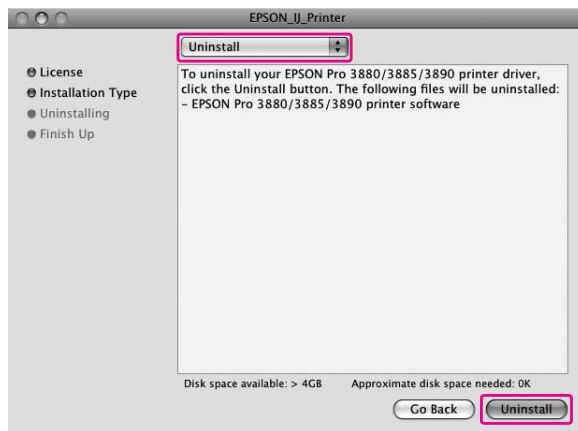 EPSON_IJ_Printer
Uninstall
License
Installation Type
Uninstalling
Finish Up
To uninstall your EPSON Pro 3880/3885/3890 printer driver,
click the Uninstall button. The following files will be uninstalled:
– EPSON Pro 3880/3885/3890 printer software
Disk space available: > 4GB Approximate disk space needed: 0K
Go Back Uninstall